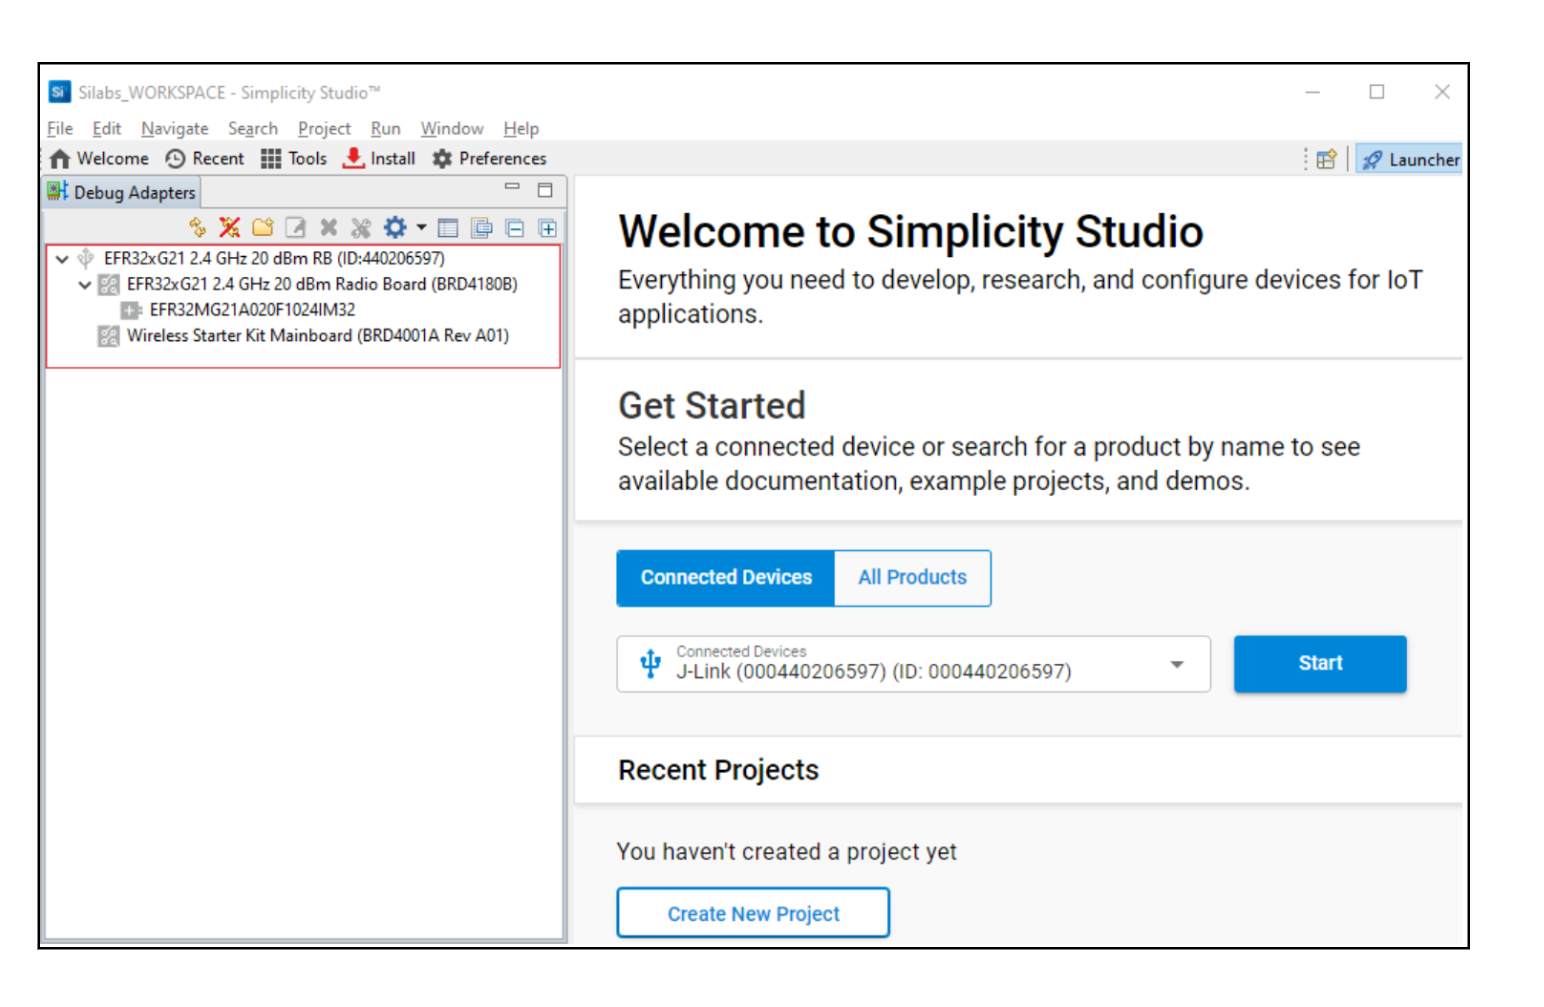 Si Silabs_WORKSPACE - Simplicity Studio™
File Edit Navigate Search Project Run Window Help
Welcome Recent Tools Install Preferences
Launcher
Debug Adapters
EFR32xG21 2.4 GHz 20 dBm RB (ID:440206597)
EFR32xG21 2.4 GHz 20 dBm Radio Board (BRD4180B)
EFR32MG21A020F1024IM32
Wireless Starter Kit Mainboard (BRD4001A Rev A01)
Welcome to Simplicity Studio
Everything you need to develop, research, and configure devices for IoT
applications.
Get Started
Select a connected device or search for a product by name to see
available documentation, example projects, and demos.
Connected Devices All Products
Connected Devices
J-Link (000440206597) (ID: 000440206597)
Start
Recent Projects
You haven't created a project yet
Create New Project